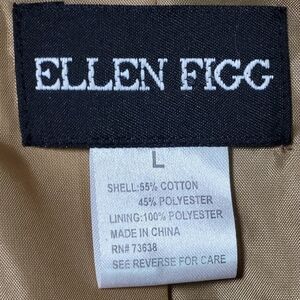 ELLEN FIGG
L
SHELL: 55% COTTON
45% POLYESTER
LINING: 100% POLYESTER
MADE IN CHINA
RN# 73638
SEE REVERSE FOR CARE